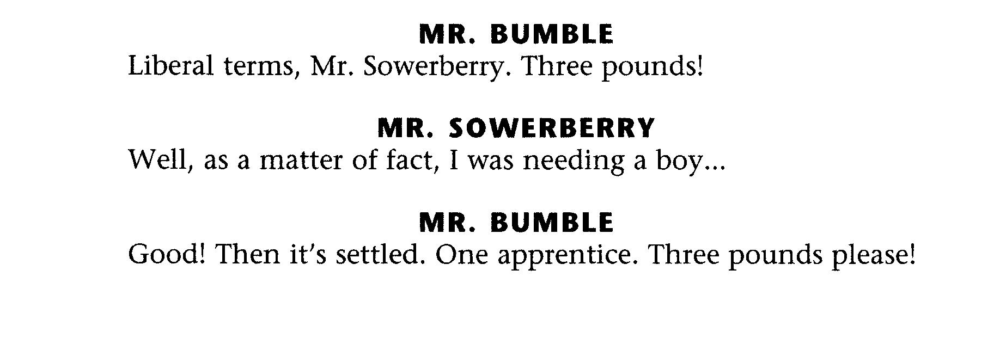 MR. BUMBLE
Liberal terms, Mr. Sowerberry. Three pounds!
MR. SOWERBERRY
Well, as a matter of fact, I was needing a boy...
MR. BUMBLE
Good! Then it's settled. One apprentice. Three pounds please!